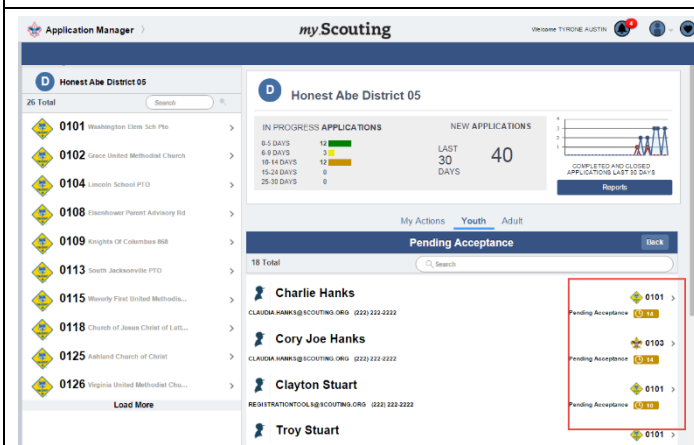 Application Manager
my.Scouting
Welcome TYRONE AUSTIN
4
D Honest Abe District 05
26 Total
Search
0101 Washington Elem Sch Pto
0102 Grace United Methodist Church
0104 Lincoln School PTO
0108 Eisenhower Parent Advisory Rd
0109 Knights Of Columbus 868
0113 South Jacksonville PTO
0115 Waverly First United Methodis...
0118 Church of Jesus Christ of Latt...
0125 Ashland Church of Christ
0126 Virginia United Methodist Chu...
Load More
D Honest Abe District 05
IN PROGRESS APPLICATIONS
0-5 DAYS 12
6-9 DAYS 3
10-14 DAYS 12
15-24 DAYS 0
25-30 DAYS 0
NEW APPLICATIONS
LAST 30 DAYS
40
4
3
2
1
COMPLETED AND CLOSED
APPLICATIONS LAST 30 DAYS
Reports
My Actions Youth Adult
Pending Acceptance
Back
18 Total
Search
Charlie Hanks 0101
CLAUDIA.HANKS@SCOUTING.ORG (222) 222-2222 Pending Acceptance 14
Cory Joe Hanks 0103
CLAUDIA.HANKS@SCOUTING.ORG (222) 222-2222 Pending Acceptance 14
Clayton Stuart 0101
REGISTRATIONTOOLS@SCOUTING.ORG (222) 222-2222 Pending Acceptance 10
Troy Stuart 0101